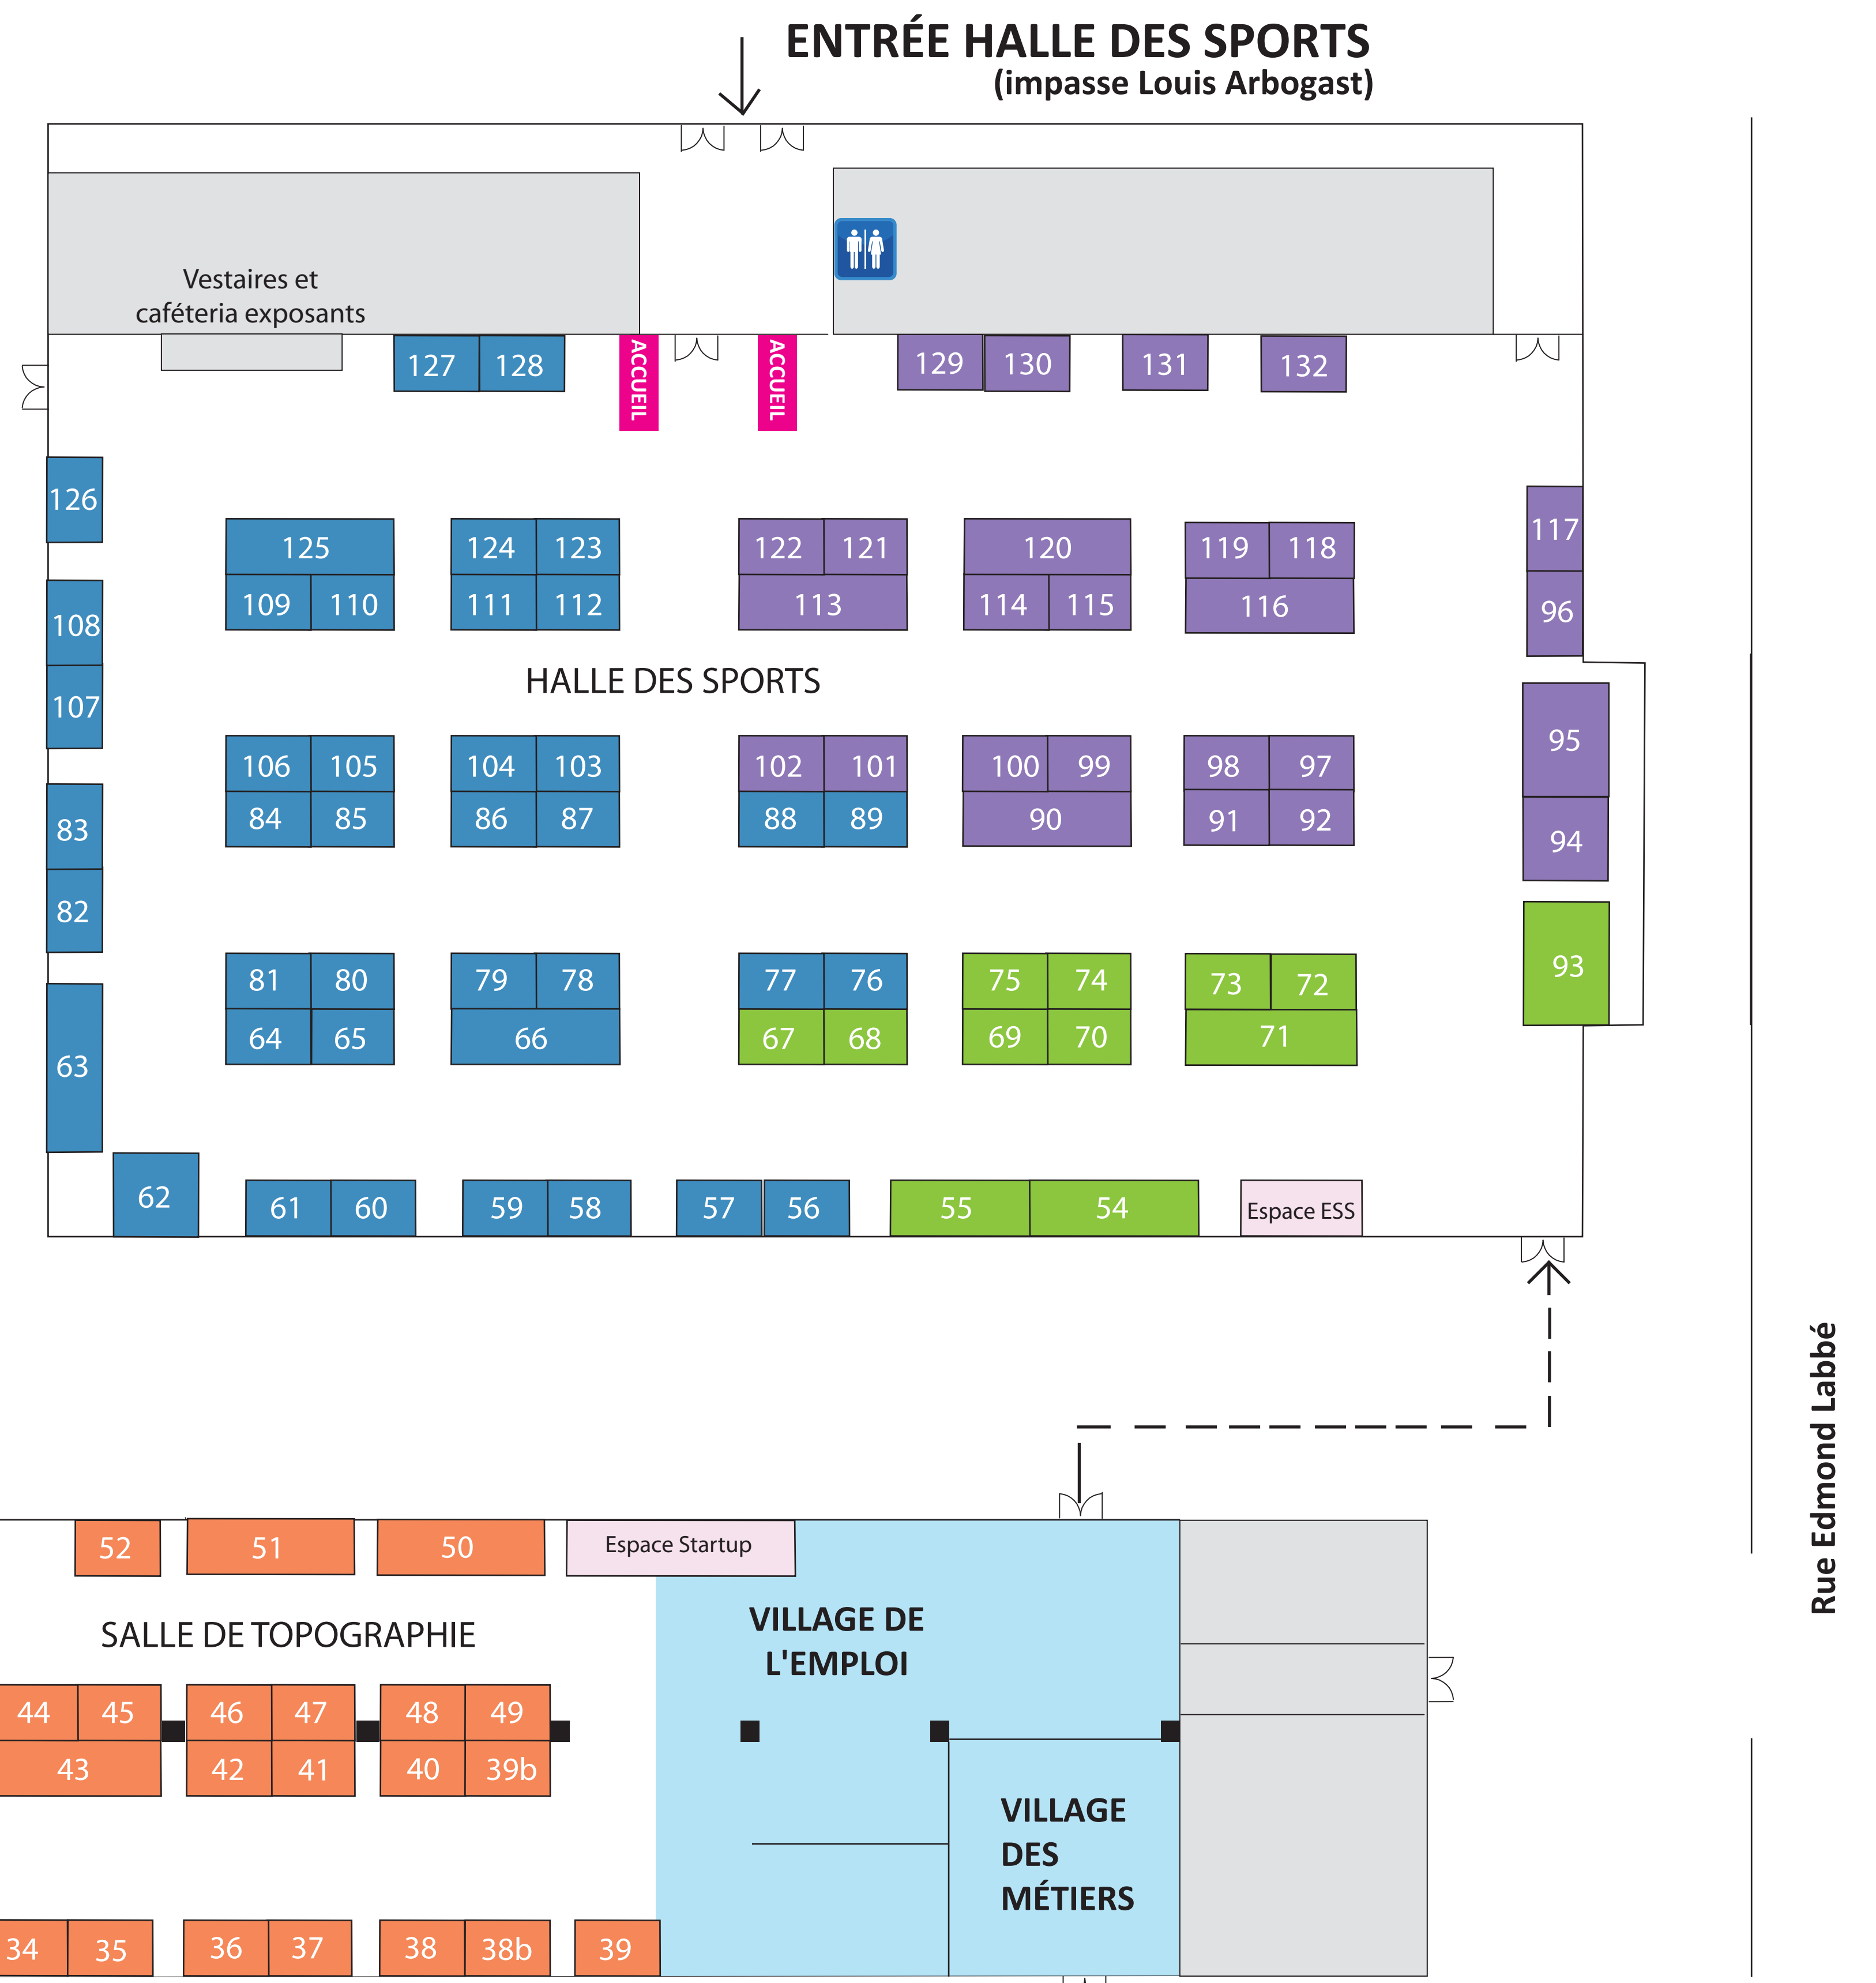 ENTRÉE HALLE DES SPORTS
(impasse Louis Arbogast)
Vestaires et
caféteria exposants
127 128 ACCUEIL ACCUEIL 129 130 131 132
126
117
125 124 123 122 121 120 119 118
109 110 111 112 113 114 115 116
96
108
107
HALLE DES SPORTS
95
106 105 104 103 102 101 100 99 98 97
84 85 86 87 88 89 90 91 92
83
94
82
93
81 80 79 78 77 76 75 74 73 72
64 65 66 67 68 69 70 71
63
62 61 60 59 58 57 56 55 54 Espace ESS
Rue Edmond Labbé
52 51 50 Espace Startup
SALLE DE TOPOGRAPHIE
VILLAGE DE
L'EMPLOI
44 45 46 47 48 49
43 42 41 40 39b
VILLAGE
DES
MÉTIERS
34 35 36 37 38 38b 39